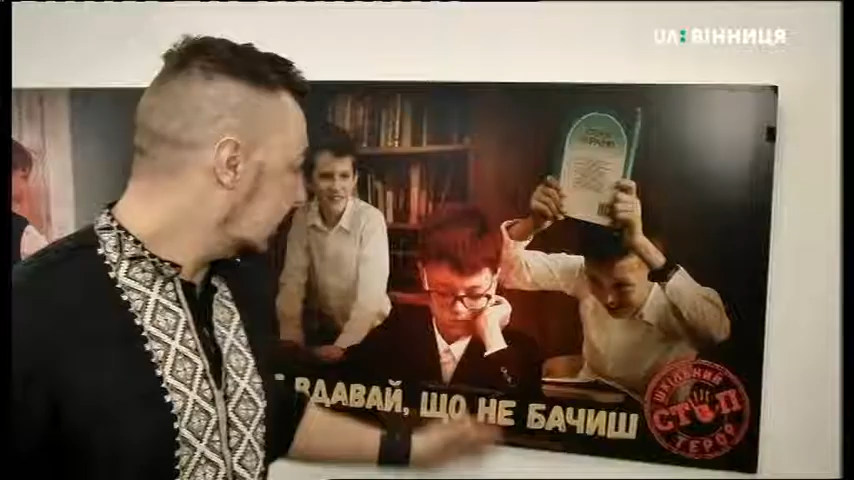 UA:ВІННИЦЯ
ВДАВАЙ, ЩО НЕ БАЧИШ
ШКІЛЬНИЙ
СТОП
ТЕРОР